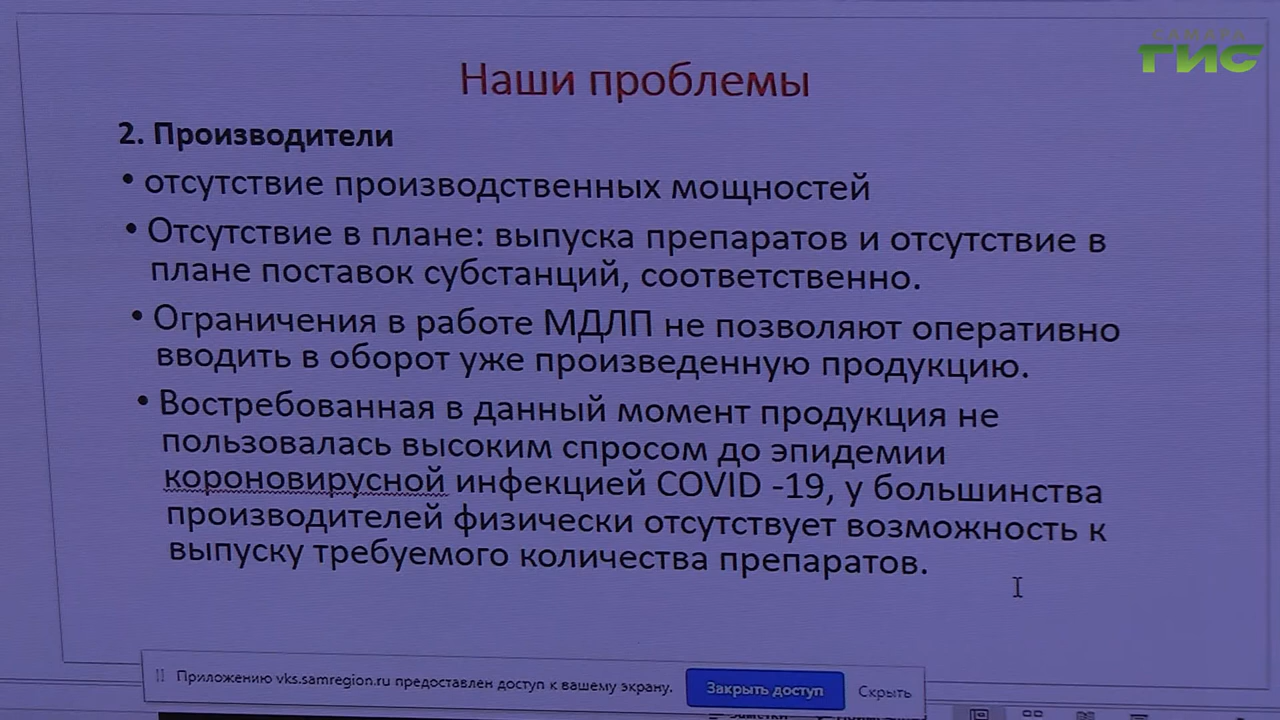 САМАРА
ГИС
Наши проблемы
2. Производители
• отсутствие производственных мощностей
• Отсутствие в плане: выпуска препаратов и отсутствие в
плане поставок субстанций, соответственно.
• Ограничения в работе МДЛП не позволяют оперативно
вводить в оборот уже произведенную продукцию.
• Востребованная в данный момент продукция не
пользовалась высоким спросом до эпидемии
короновирусной инфекцией COVID -19, у большинства
производителей физически отсутствует возможность к
выпуску требуемого количества препаратов.
Приложению vks.samregion.ru предоставлен доступ к вашему экрану.
Закрыть доступ
Скрыть